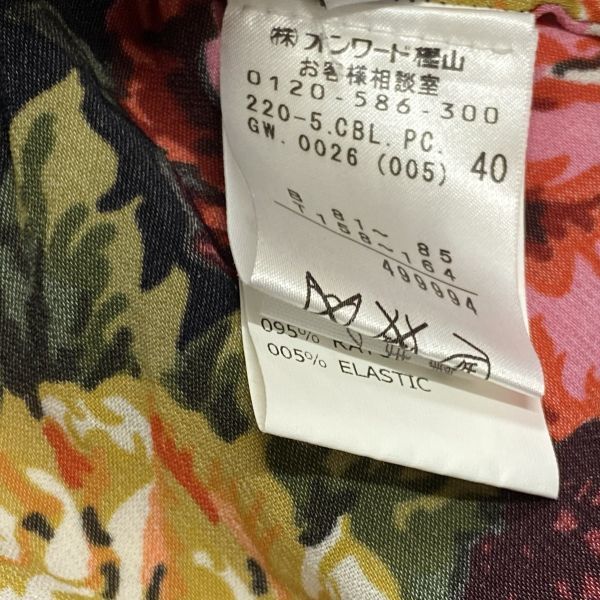 (株)オンワード樫山
お客様相談室
0120-586-300
220-5.CBL.PC.
GW.0026 (005) 40
B 81~ 85
T 158~164
499994
095%
005% ELASTIC